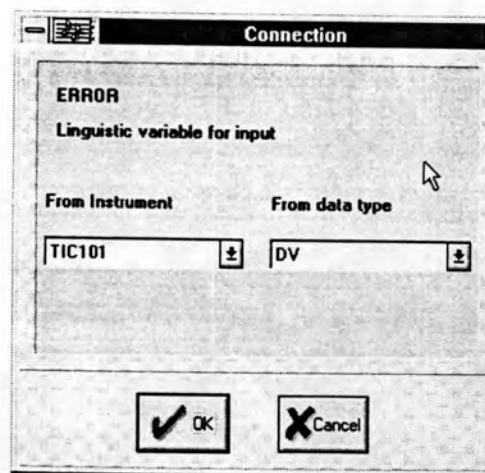 Connection
ERROR
Linguistic variable for input
From Instrument
From data type
TIC101
DV
OK
Cancel